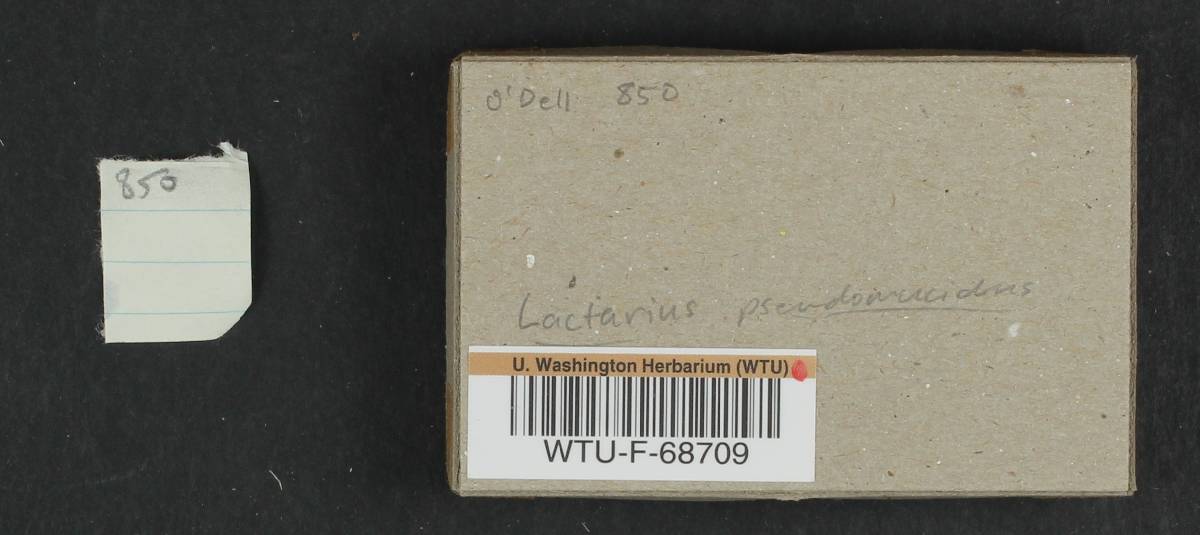 850
O'Dell 850
Lactarius pseudomucidus
U. Washington Herbarium (WTU)
WTU-F-68709